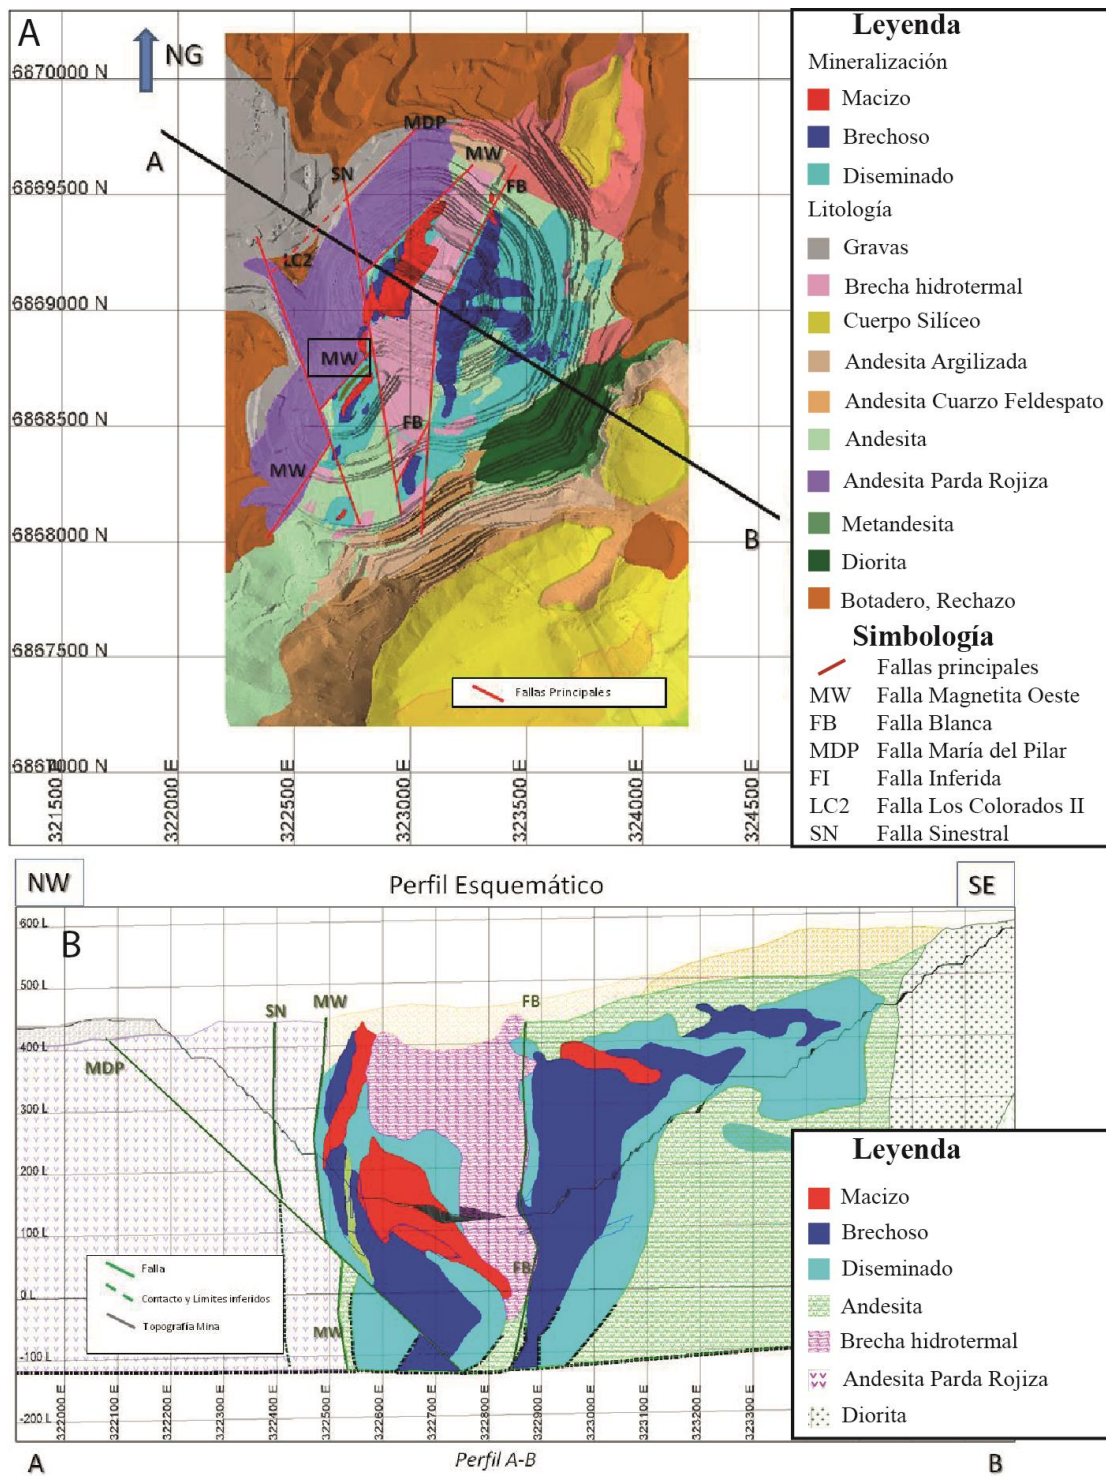 A
NG
6870000 N
6869500 N
6869000 N
6868500 N
6868000 N
6867500 N
6867000 N
321500 E
322000 E
322500 E
323000 E
323500 E
324000 E
324500 E
A
MDP
MW
SN
FB
LC2
MW
FB
MW
B
Fallas Principales
Leyenda
Mineralización
Macizo
Brechoso
Diseminado
Litología
Gravas
Brecha hidrotermal
Cuerpo Silíceo
Andesita Argilizada
Andesita Cuarzo Feldespato
Andesita
Andesita Parda Rojiza
Metandesita
Diorita
Botadero, Rechazo
Simbología
Fallas principales
MW Falla Magnetita Oeste
FB Falla Blanca
MDP Falla María del Pilar
FI Falla Inferida
LC2 Falla Los Colorados II
SN Falla Sinestral
NW
Perfil Esquemático
SE
B
600 L
500 L
400 L
300 L
200 L
100 L
0 L
-100 L
-200 L
SN
MW
FB
MDP
FB
MW
Falla
Contacto y Limites inferidos
Topografía Mina
Leyenda
Macizo
Brechoso
Diseminado
Andesita
Brecha hidrotermal
Andesita Parda Rojiza
Diorita
322000 E
322100 E
322200 E
322300 E
322400 E
322500 E
322600 E
322700 E
322800 E
322900 E
323000 E
323100 E
323200 E
323300 E
A
Perfil A-B
B